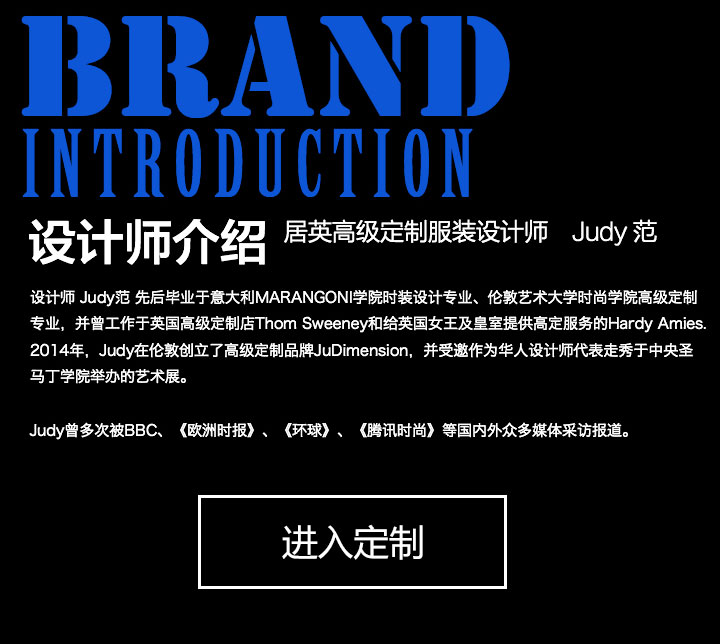 BRAND
INTRODUCTION
设计师介绍 居英高级定制服装设计师 Judy 范
设计师 Judy范 先后毕业于意大利MARANGONI学院时装设计专业、伦敦艺术大学时尚学院高级定制
专业，并曾工作于英国高级定制店Thom Sweeney和给英国女王及皇室提供高定服务的Hardy Amies.
2014年，Judy在伦敦创立了高级定制品牌JuDimension，并受邀作为华人设计师代表走秀于中央圣
马丁学院举办的艺术展。
Judy曾多次被BBC、《欧洲时报》、《环球》、《腾讯时尚》等国内外众多媒体采访报道。
进入定制